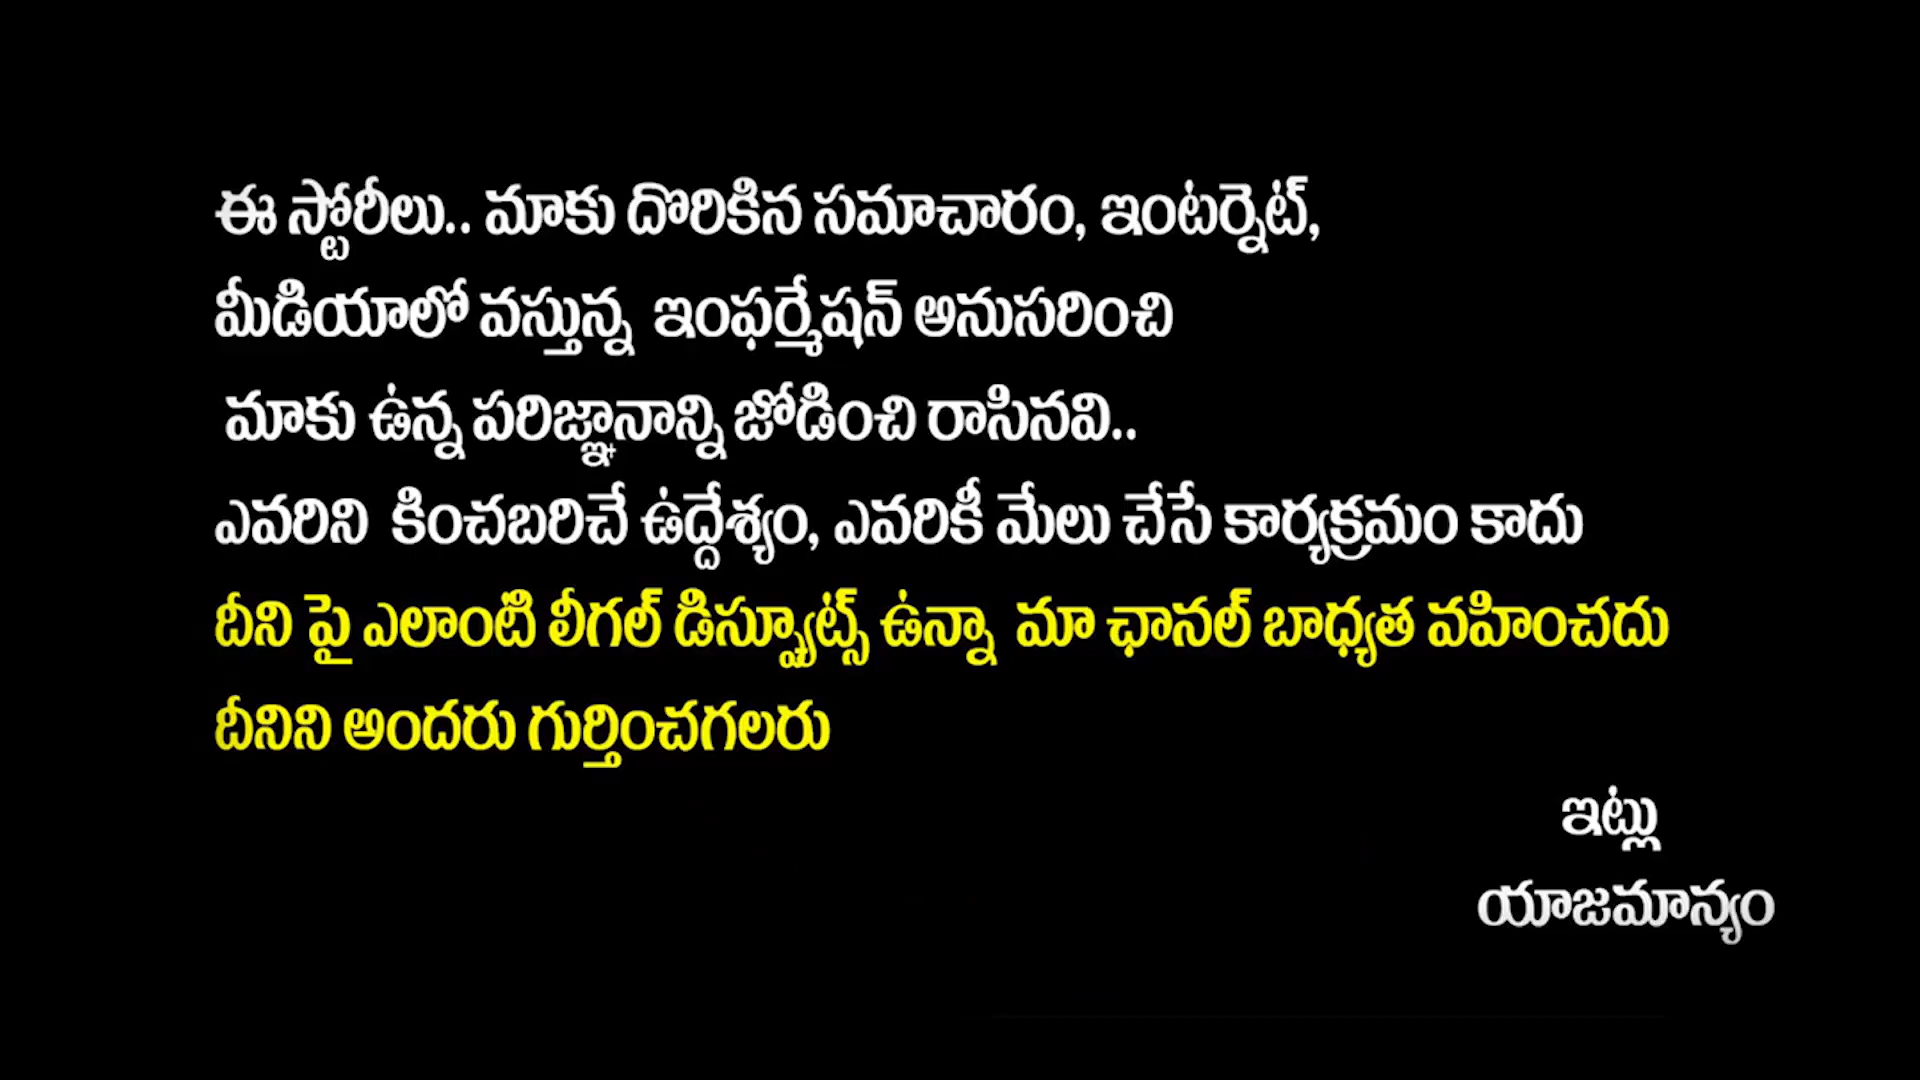 ఈ స్టోరీలు.. మాకు దొరికిన సమాచారం, ఇంటర్నెట్,
మీడియాలో వస్తున్న ఇంఫర్మేషన్ అనుసరించి
మాకు ఉన్న పరిజ్ఞానాన్ని జోడించి రాసినవి..
ఎవరిని కించబరిచే ఉద్దేశ్యం, ఎవరికీ మేలు చేసే కార్యక్రమం కాదు
దీని పై ఎలాంటి లీగల్ డిస్ప్యూట్స్ ఉన్నా మా ఛానల్ బాధ్యత వహించదు
దీనిని అందరు గుర్తించగలరు
ఇట్లు
యాజమాన్యం